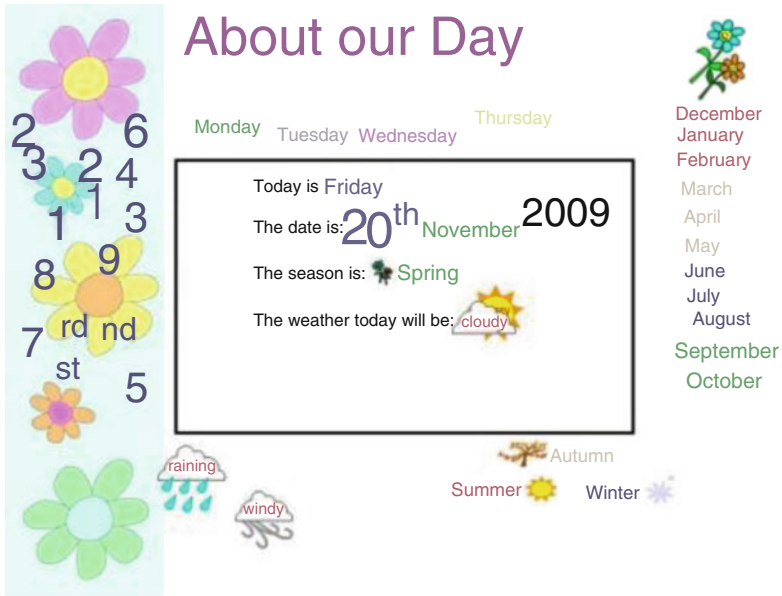 About our Day
Monday Tuesday Wednesday Thursday
Today is Friday
The date is: 20th November 2009
The season is: Spring
The weather today will be: cloudy
2 6
3 2 4
1 1 3
8 9
7 rd nd
st 5
December
January
February
March
April
May
June
July
August
September
October
raining
windy
Autumn
Summer Winter